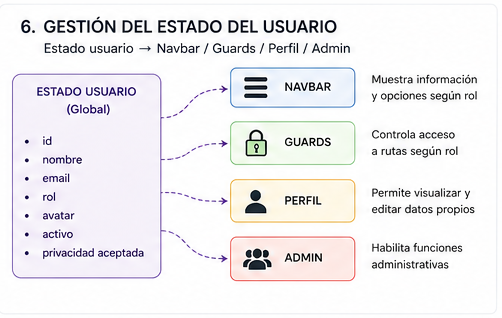 6. GESTIÓN DEL ESTADO DEL USUARIO
Estado usuario → Navbar / Guards / Perfil / Admin
ESTADO USUARIO
(Global)
• id
• nombre
• email
• rol
• avatar
• activo
• privacidad aceptada
NAVBAR
Muestra información
y opciones según rol
GUARDS
Controla acceso
a rutas según rol
PERFIL
Permite visualizar y
editar datos propios
ADMIN
Habilita funciones
administrativas